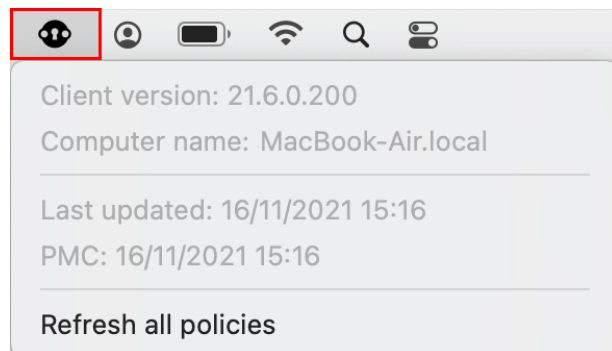 Client version: 21.6.0.200
Computer name: MacBook-Air.local
Last updated: 16/11/2021 15:16
PMC: 16/11/2021 15:16
Refresh all policies